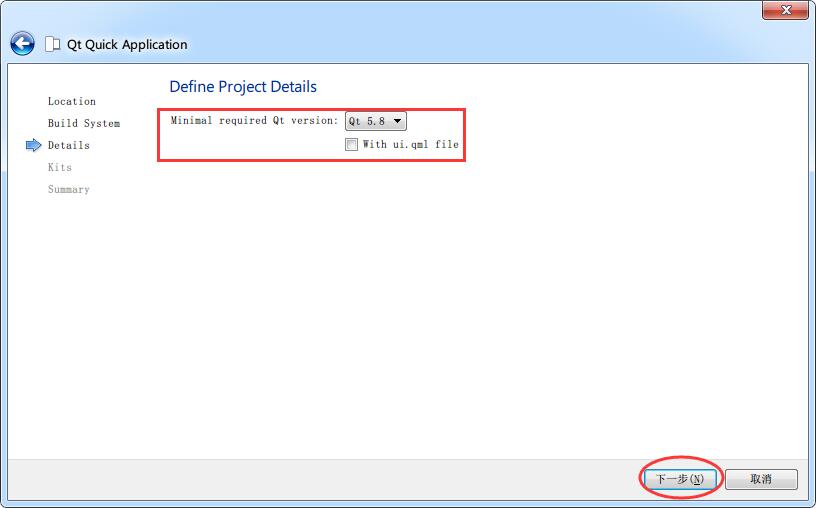 Qt Quick Application
Define Project Details
Location
Build System
Details
Kits
Summary
Minimal required Qt version: Qt 5.8
With ui.qml file
下一步(N) 取消